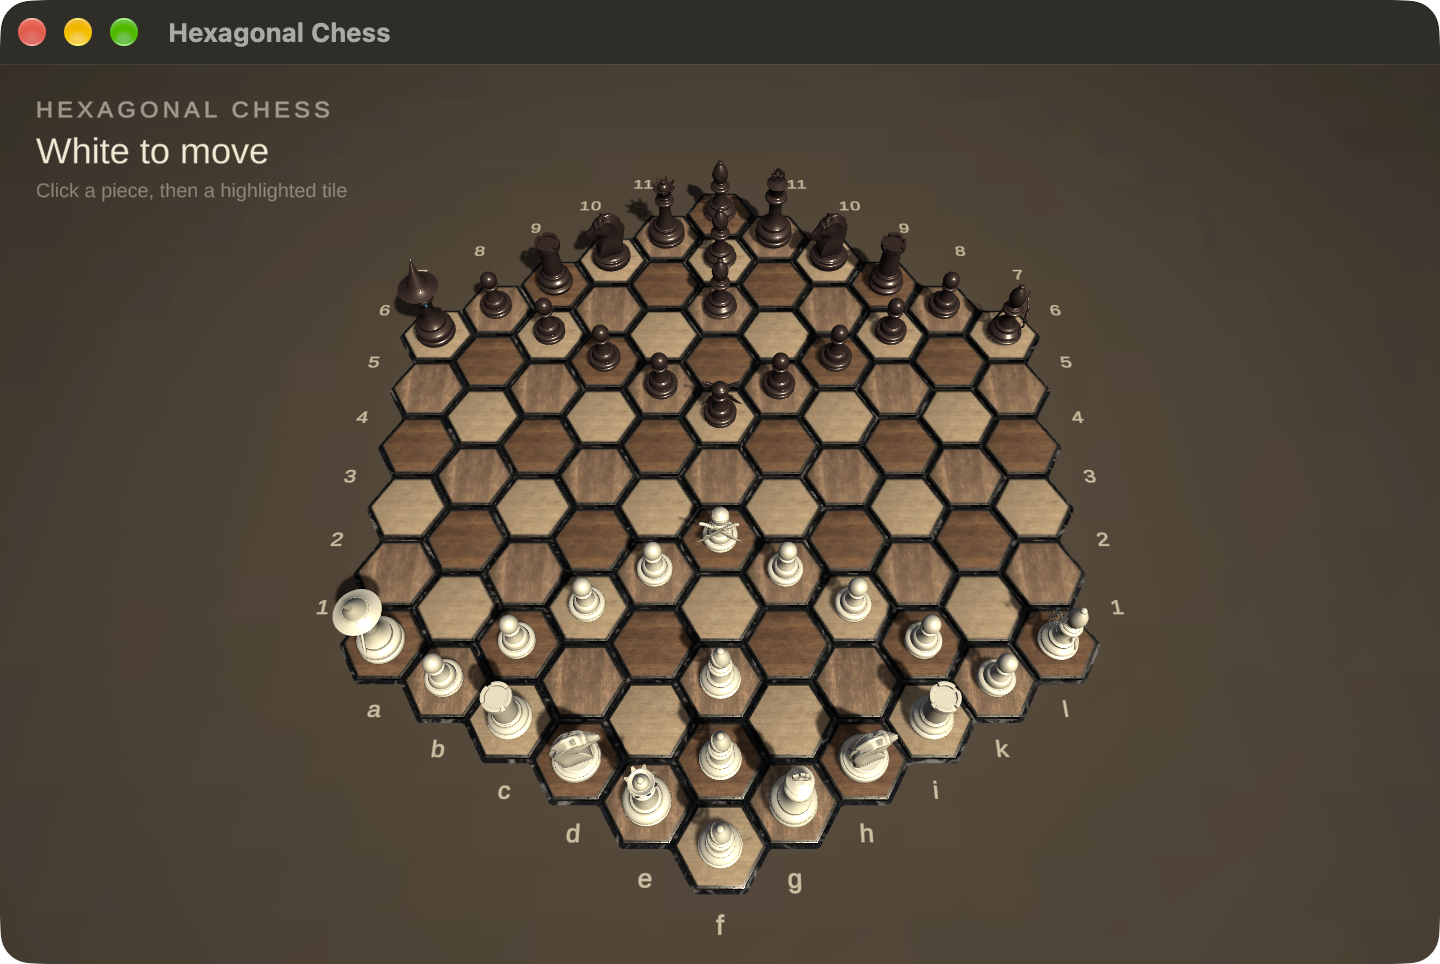 Hexagonal Chess
HEXAGONAL CHESS
White to move
Click a piece, then a highlighted tile
11 11
10 10
9 9
8 8
7
6 6
5 5
4 4
3 3
2 2
1 1
a l
b k
c i
d h
e g
f